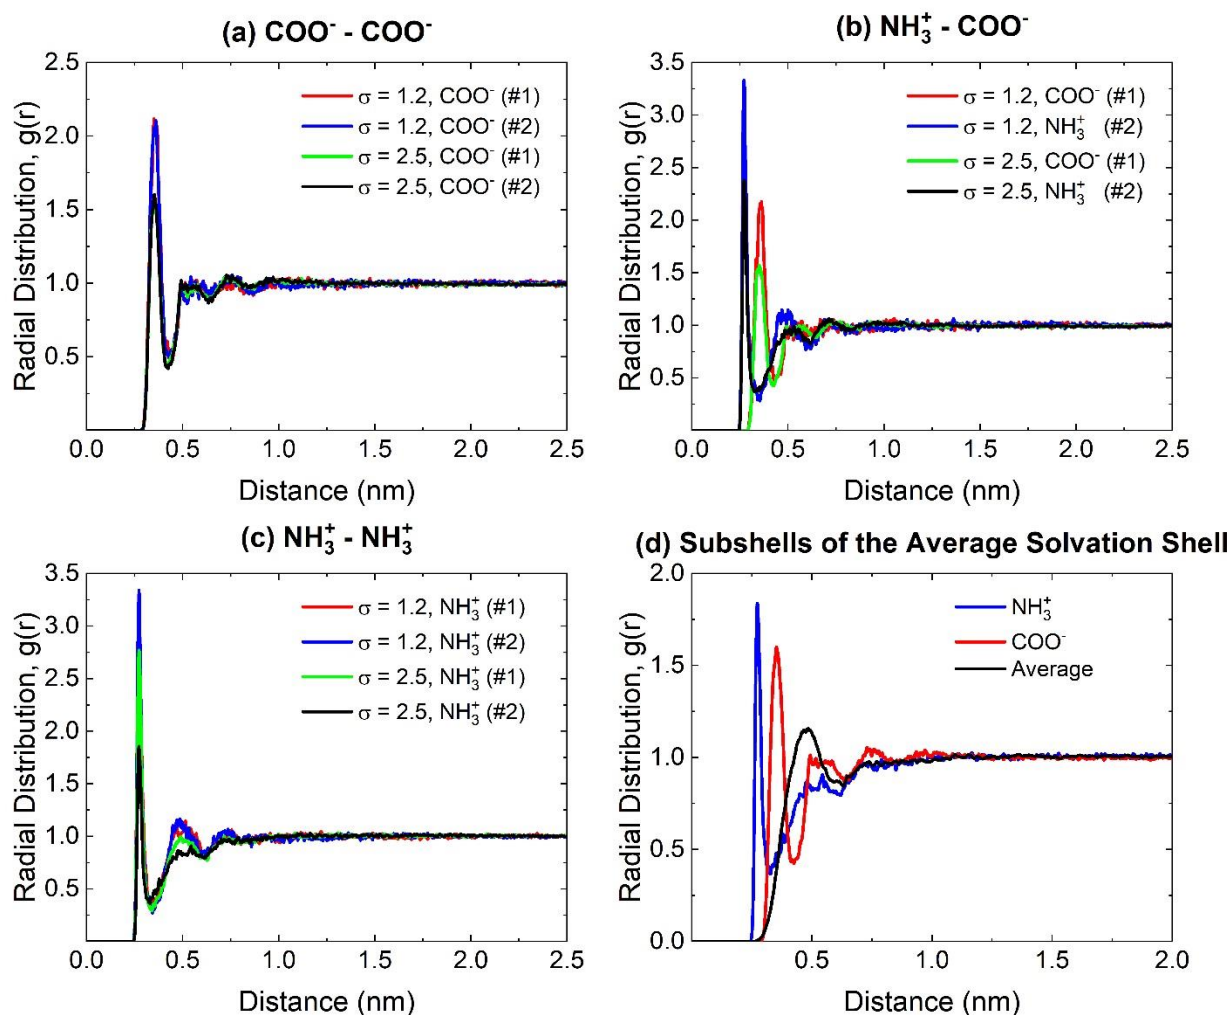 (a) COO⁻ - COO⁻
Radial Distribution, g(r)
2.5
2.0
1.5
1.0
0.5
σ = 1.2, COO⁻ (#1)
σ = 1.2, COO⁻ (#2)
σ = 2.5, COO⁻ (#1)
σ = 2.5, COO⁻ (#2)
0.0 0.5 1.0 1.5 2.0 2.5
Distance (nm)
(b) NH₃⁺ - COO⁻
Radial Distribution, g(r)
3.5
3.0
2.5
2.0
1.5
1.0
0.5
σ = 1.2, COO⁻ (#1)
σ = 1.2, NH₃⁺ (#2)
σ = 2.5, COO⁻ (#1)
σ = 2.5, NH₃⁺ (#2)
0.0 0.5 1.0 1.5 2.0 2.5
Distance (nm)
(c) NH₃⁺ - NH₃⁺
Radial Distribution, g(r)
3.5
3.0
2.5
2.0
1.5
1.0
0.5
σ = 1.2, NH₃⁺ (#1)
σ = 1.2, NH₃⁺ (#2)
σ = 2.5, NH₃⁺ (#1)
σ = 2.5, NH₃⁺ (#2)
0.0 0.5 1.0 1.5 2.0 2.5
Distance (nm)
(d) Subshells of the Average Solvation Shell
Radial Distribution, g(r)
2.0
1.5
1.0
0.5
0.0
NH₃⁺
COO⁻
Average
0.0 0.5 1.0 1.5 2.0
Distance (nm)